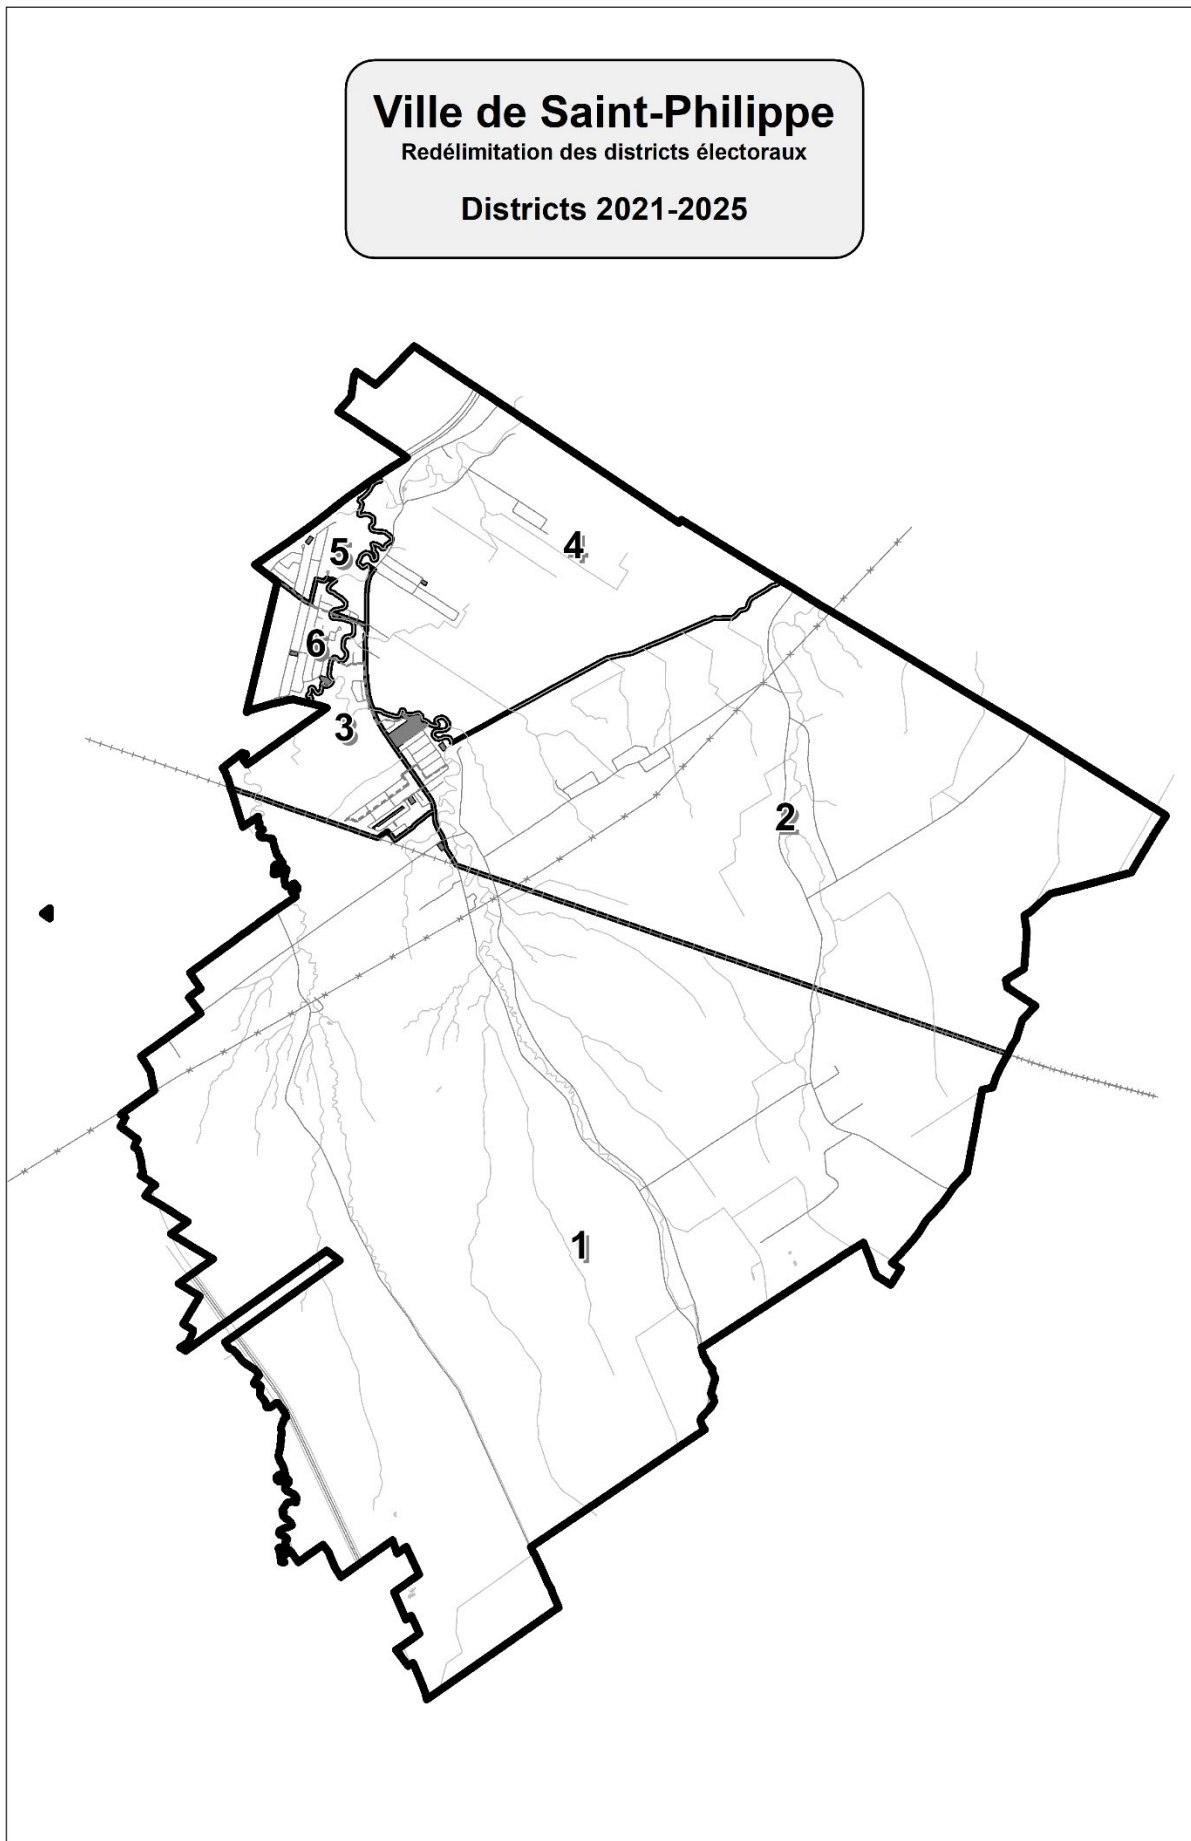 Ville de Saint-Philippe
Redélimitation des districts électoraux
Districts 2021-2025
4
5
6
3
2
1